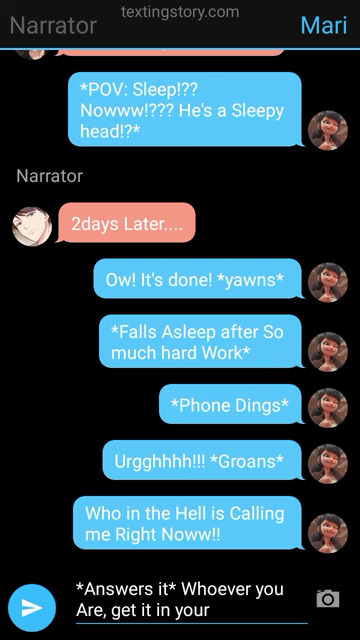 textingstory.com
Narrator
Mari
*POV: Sleep!??
Nowww!??? He's a Sleepy
head!?*
Narrator
2days Later....
Ow! It's done! *yawns*
*Falls Asleep after So
much hard Work*
*Phone Dings*
Urgghhhh!!! *Groans*
Who in the Hell is Calling
me Right Noww!!
*Answers it* Whoever you
Are, get it in your